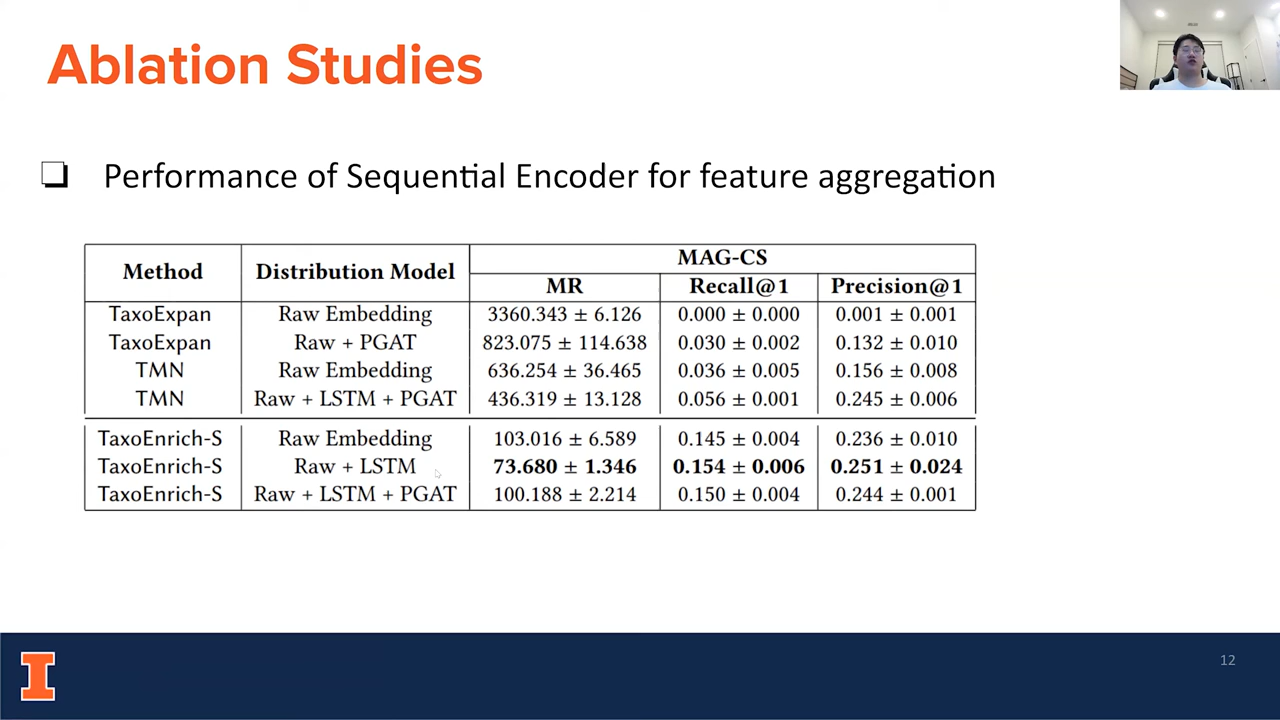 Ablation Studies
❏ Performance of Sequential Encoder for feature aggregation
Method Distribution Model MAG-CS
MR Recall@1 Precision@1
TaxoExpan Raw Embedding 3360.343 ± 6.126 0.000 ± 0.000 0.001 ± 0.001
TaxoExpan Raw + PGAT 823.075 ± 114.638 0.030 ± 0.002 0.132 ± 0.010
TMN Raw Embedding 636.254 ± 36.465 0.036 ± 0.005 0.156 ± 0.008
TMN Raw + LSTM + PGAT 436.319 ± 13.128 0.056 ± 0.001 0.245 ± 0.006
TaxoEnrich-S Raw Embedding 103.016 ± 6.589 0.145 ± 0.004 0.236 ± 0.010
TaxoEnrich-S Raw + LSTM 73.680 ± 1.346 0.154 ± 0.006 0.251 ± 0.024
TaxoEnrich-S Raw + LSTM + PGAT 100.188 ± 2.214 0.150 ± 0.004 0.244 ± 0.001
12
I